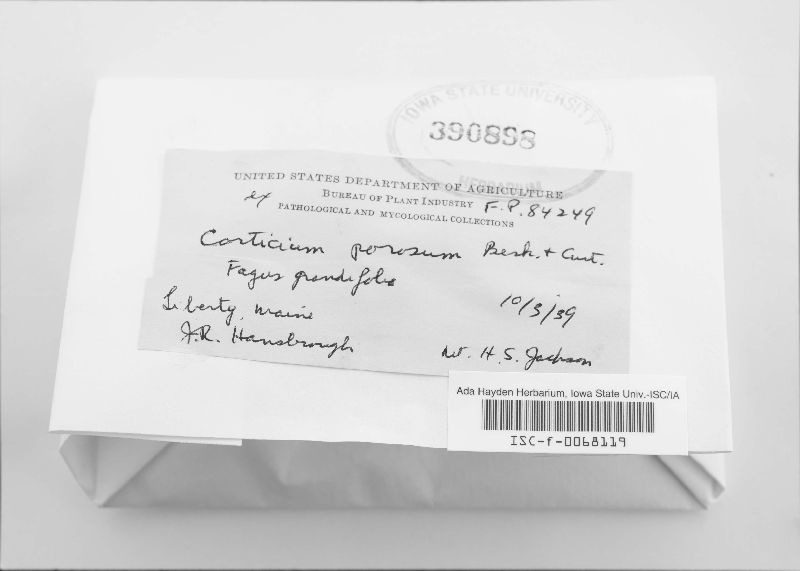 IOWA STATE UNIVERSITY
390898
HERBARIUM
UNITED STATES DEPARTMENT OF AGRICULTURE
ex BUREAU OF PLANT INDUSTRY F.P. 84249
PATHOLOGICAL AND MYCOLOGICAL COLLECTIONS
Corticium porosum Berk. + Curt.
Fagus grandifolia
Liberty, Maine 10/3/39
J.R. Hansbrough
det. H. S. Jackson
Ada Hayden Herbarium, Iowa State Univ.-ISC/IA
ISC-f-0068119